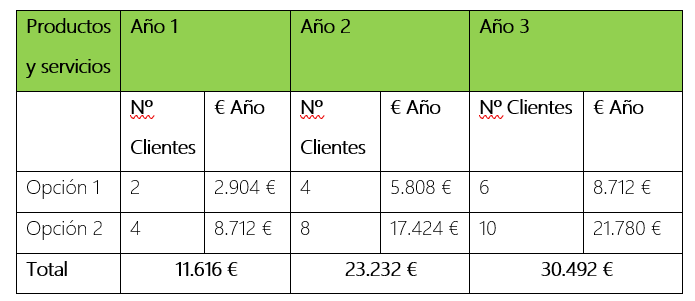 Productos y servicios Año 1 Año 2 Año 3
Nº Clientes € Año Nº Clientes € Año Nº Clientes € Año
Opción 1 2 2.904 € 4 5.808 € 6 8.712 €
Opción 2 4 8.712 € 8 17.424 € 10 21.780 €
Total 11.616 € 23.232 € 30.492 €